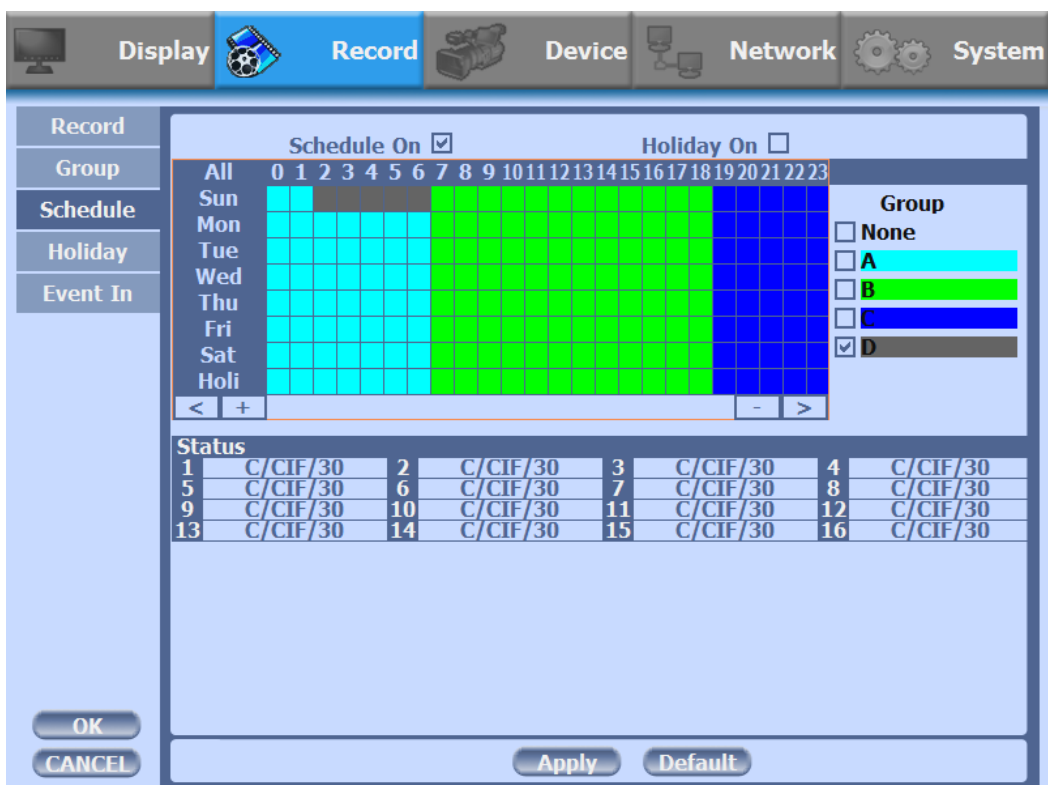 Display Record Device Network System
Record
Group
Schedule
Holiday
Event In
Schedule On Holiday On
All 0 1 2 3 4 5 6 7 8 9 10 11 12 13 14 15 16 17 18 19 20 21 22 23
Sun
Mon
Tue
Wed
Thu
Fri
Sat
Holi
< + - >
Group
None
A
B
C
D
Status
1 C/CIF/30 2 C/CIF/30 3 C/CIF/30 4 C/CIF/30
5 C/CIF/30 6 C/CIF/30 7 C/CIF/30 8 C/CIF/30
9 C/CIF/30 10 C/CIF/30 11 C/CIF/30 12 C/CIF/30
13 C/CIF/30 14 C/CIF/30 15 C/CIF/30 16 C/CIF/30
OK
CANCEL
Apply Default